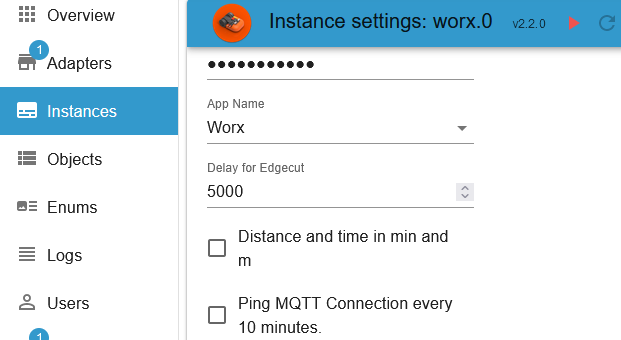 Overview
1
Adapters
Instances
Objects
Enums
Logs
Users
1
Instance settings: worx.0 v2.2.0
●●●●●●●●●●●
App Name
Worx
Delay for Edgecut
5000
Distance and time in min and
m
Ping MQTT Connection every
10 minutes.